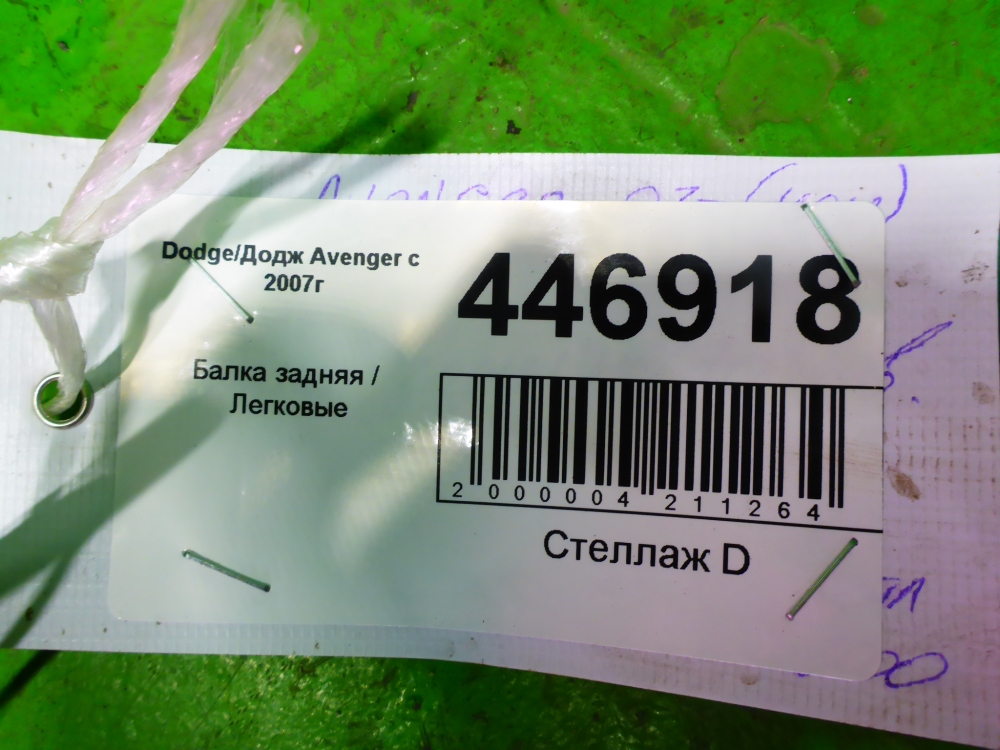 Dodge/Додж Avenger с
2007г
446918
Балка задняя /
Легковые
2 000004 211264
Стеллаж D